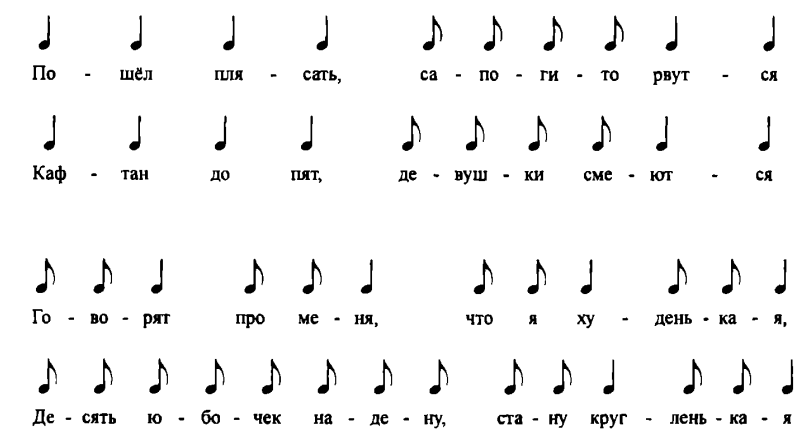 По - шёл пля - сать, са - по - ги - то рвут - ся
Каф - тан до пят, де - вуш - ки сме - ют - ся
Го - во - рят про ме - ня, что я ху - день - ка - я,
Де - сять ю - бо - чек на - де - ну, ста - ну круг - лень - ка - я